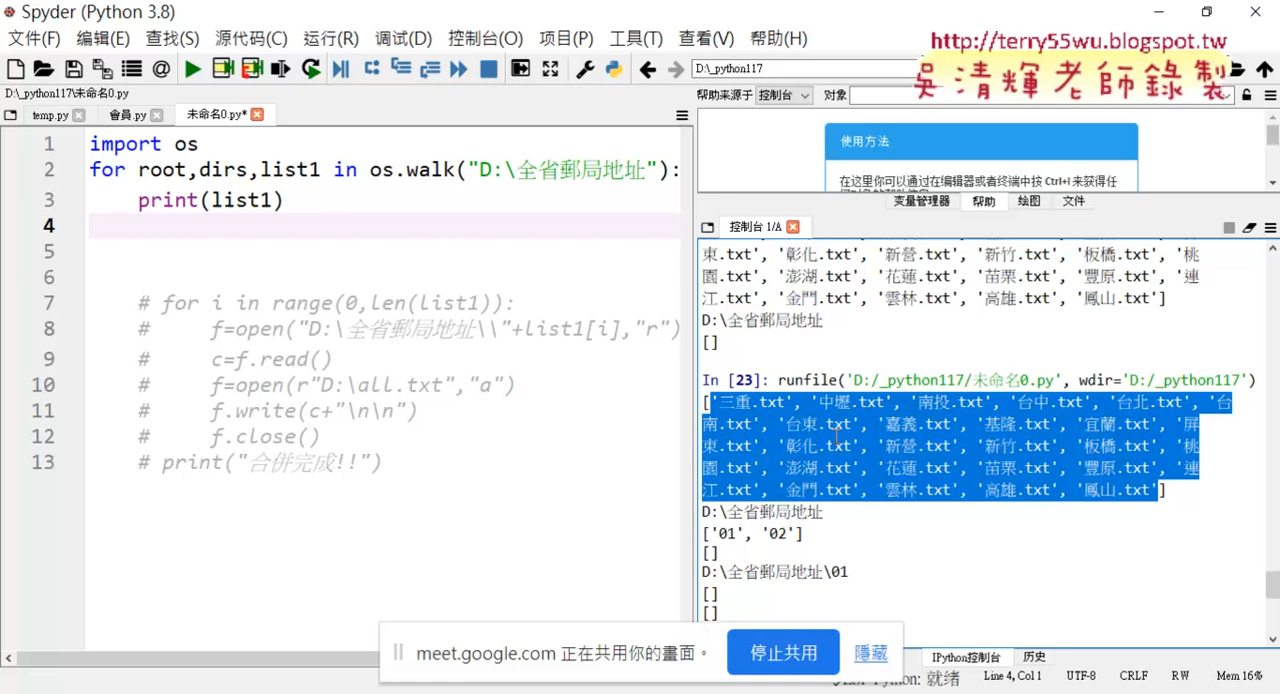 Spyder (Python 3.8)
文件(F) 编辑(E) 查找(S) 源代码(C) 运行(R) 调试(D) 控制台(O) 项目(P) 工具(T) 查看(V) 帮助(H)
http://terry55wu.blogspot.tw
吳清輝老師錄製
D:\_python117
D:\_python117\未命名0.py
帮助来源于 控制台 对象
temp.py 會員.py 未命名0.py*
使用方法
在这里你可以通过在编辑器或者终端中按 Ctrl+I 来获得任
变量管理器 帮助 绘图 文件
控制台 1/A
1 import os
2 for root,dirs,list1 in os.walk("D:\全省郵局地址"):
3 print(list1)
4
5
6
7 # for i in range(0,len(list1)):
8 # f=open("D:\全省郵局地址\\"+list1[i],"r")
9 # c=f.read()
10 # f=open(r"D:\all.txt","a")
11 # f.write(c+"\n\n")
12 # f.close()
13 # print("合併完成!!")
東.txt', '彰化.txt', '新營.txt', '新竹.txt', '板橋.txt', '桃
園.txt', '澎湖.txt', '花蓮.txt', '苗栗.txt', '豐原.txt', '連
江.txt', '金門.txt', '雲林.txt', '高雄.txt', '鳳山.txt']
D:\全省郵局地址
[]
In [23]: runfile('D:/_python117/未命名0.py', wdir='D:/_python117')
['三重.txt', '中壢.txt', '南投.txt', '台中.txt', '台北.txt', '台
南.txt', '台東.txt', '嘉義.txt', '基隆.txt', '宜蘭.txt', '屏
東.txt', '彰化.txt', '新營.txt', '新竹.txt', '板橋.txt', '桃
園.txt', '澎湖.txt', '花蓮.txt', '苗栗.txt', '豐原.txt', '連
江.txt', '金門.txt', '雲林.txt', '高雄.txt', '鳳山.txt']
D:\全省郵局地址
['01', '02']
[]
D:\全省郵局地址\01
[]
[]
meet.google.com 正在共用你的畫面。 停止共用 隱藏
IPython控制台 历史
Python: 就绪 Line 4, Col 1 UTF-8 CRLF RW Mem 16%